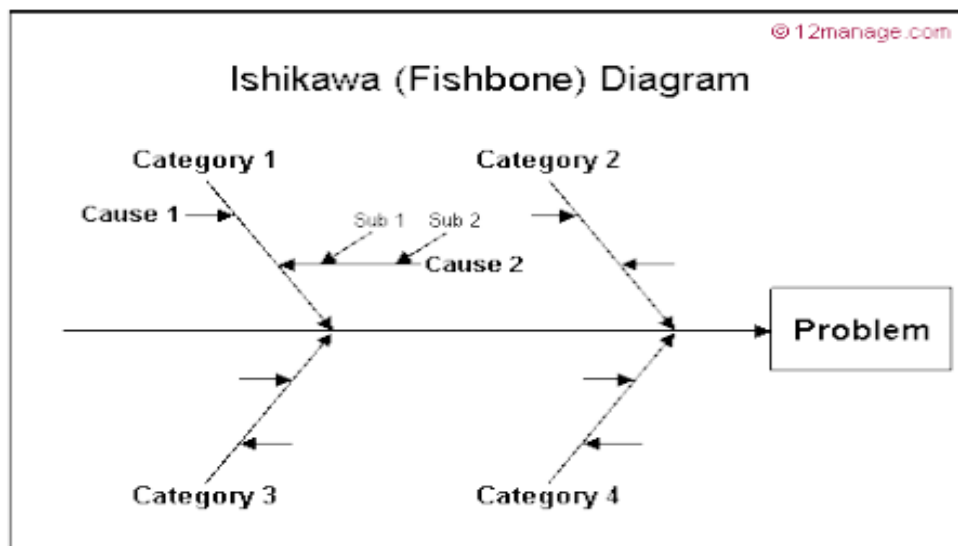 © 12manage.com
Ishikawa (Fishbone) Diagram
Category 1
Category 2
Cause 1
Sub 1
Sub 2
Cause 2
Problem
Category 3
Category 4